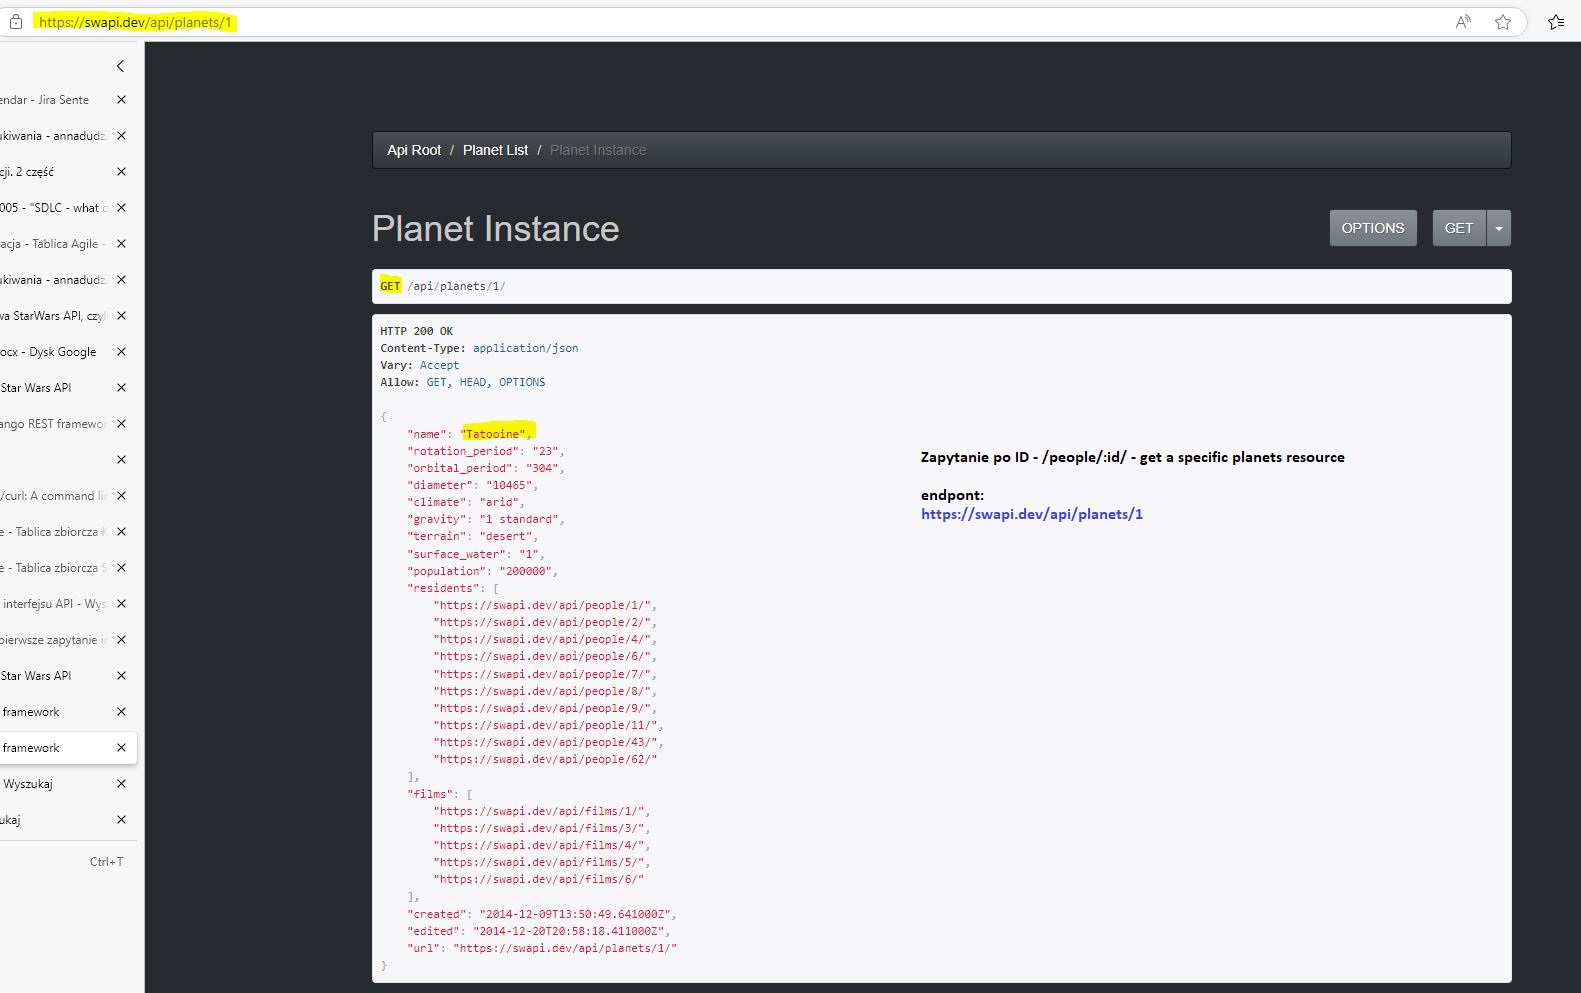 https://swapi.dev/api/planets/1
endar - Jira Sente
ukiwania - annadudz
cji. 2 część
005 - "SDLC - what d
racja - Tablica Agile -
ukiwania - annadudz
wa StarWars API, czyl
ocx - Dysk Google
Star Wars API
ango REST framewor
/curl: A command lin
e - Tablica zbiorcza K
e - Tablica zbiorcza S
interfejsu API - Wys
pierwsze zapytanie i
Star Wars API
framework
framework
Wyszukaj
ukaj
Ctrl+T
Api Root / Planet List / Planet Instance
Planet Instance
OPTIONS GET
GET /api/planets/1/
HTTP 200 OK
Content-Type: application/json
Vary: Accept
Allow: GET, HEAD, OPTIONS
{
"name": "Tatooine",
"rotation_period": "23",
"orbital_period": "304",
"diameter": "10465",
"climate": "arid",
"gravity": "1 standard",
"terrain": "desert",
"surface_water": "1",
"population": "200000",
"residents": [
"https://swapi.dev/api/people/1/",
"https://swapi.dev/api/people/2/",
"https://swapi.dev/api/people/4/",
"https://swapi.dev/api/people/6/",
"https://swapi.dev/api/people/7/",
"https://swapi.dev/api/people/8/",
"https://swapi.dev/api/people/9/",
"https://swapi.dev/api/people/11/",
"https://swapi.dev/api/people/43/",
"https://swapi.dev/api/people/62/"
],
"films": [
"https://swapi.dev/api/films/1/",
"https://swapi.dev/api/films/3/",
"https://swapi.dev/api/films/4/",
"https://swapi.dev/api/films/5/",
"https://swapi.dev/api/films/6/"
],
"created": "2014-12-09T13:50:49.641000Z",
"edited": "2014-12-20T20:58:18.411000Z",
"url": "https://swapi.dev/api/planets/1/"
}
Zapytanie po ID - /people/:id/ - get a specific planets resource
endpont:
https://swapi.dev/api/planets/1